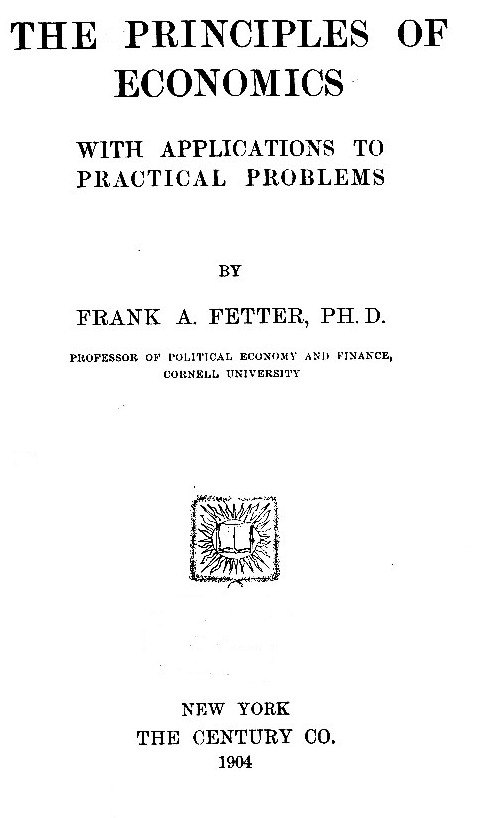 THE PRINCIPLES OF
ECONOMICS
WITH APPLICATIONS TO
PRACTICAL PROBLEMS
BY
FRANK A. FETTER, PH. D.
PROFESSOR OF POLITICAL ECONOMY AND FINANCE,
CORNELL UNIVERSITY
NEW YORK
THE CENTURY CO.
1904